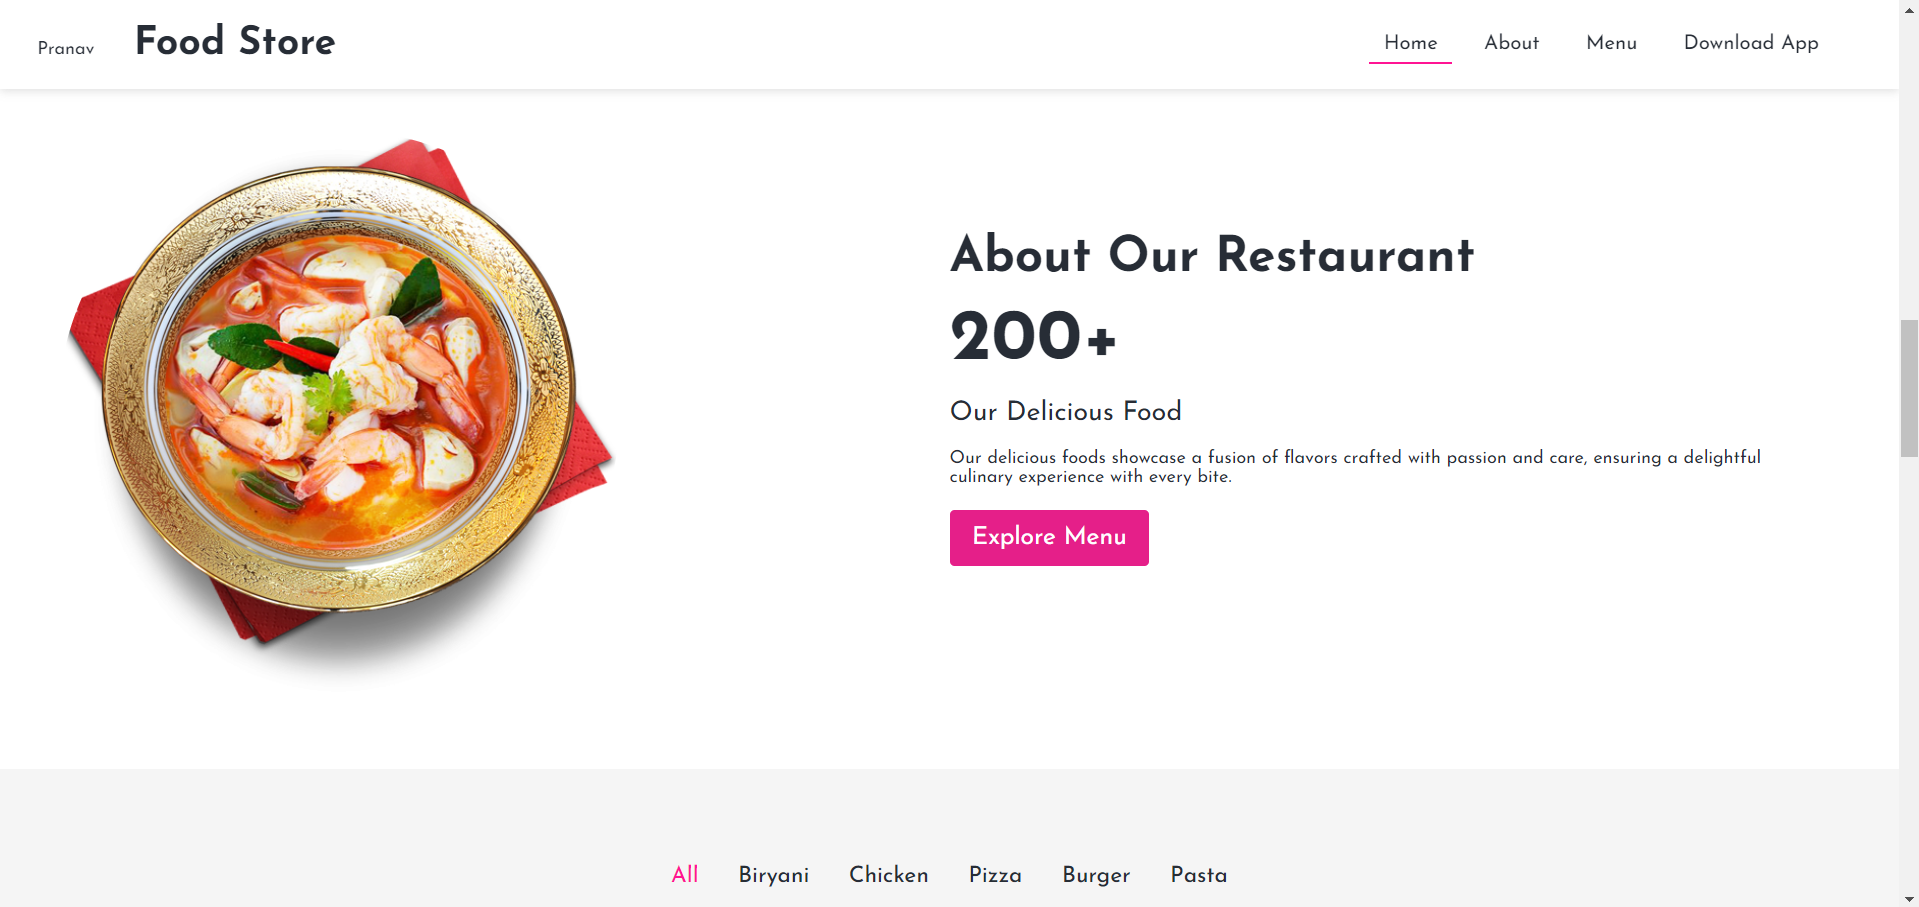 Pranav Food Store Home About Menu Download App
About Our Restaurant
200+
Our Delicious Food
Our delicious foods showcase a fusion of flavors crafted with passion and care, ensuring a delightful
culinary experience with every bite.
Explore Menu
All Biryani Chicken Pizza Burger Pasta